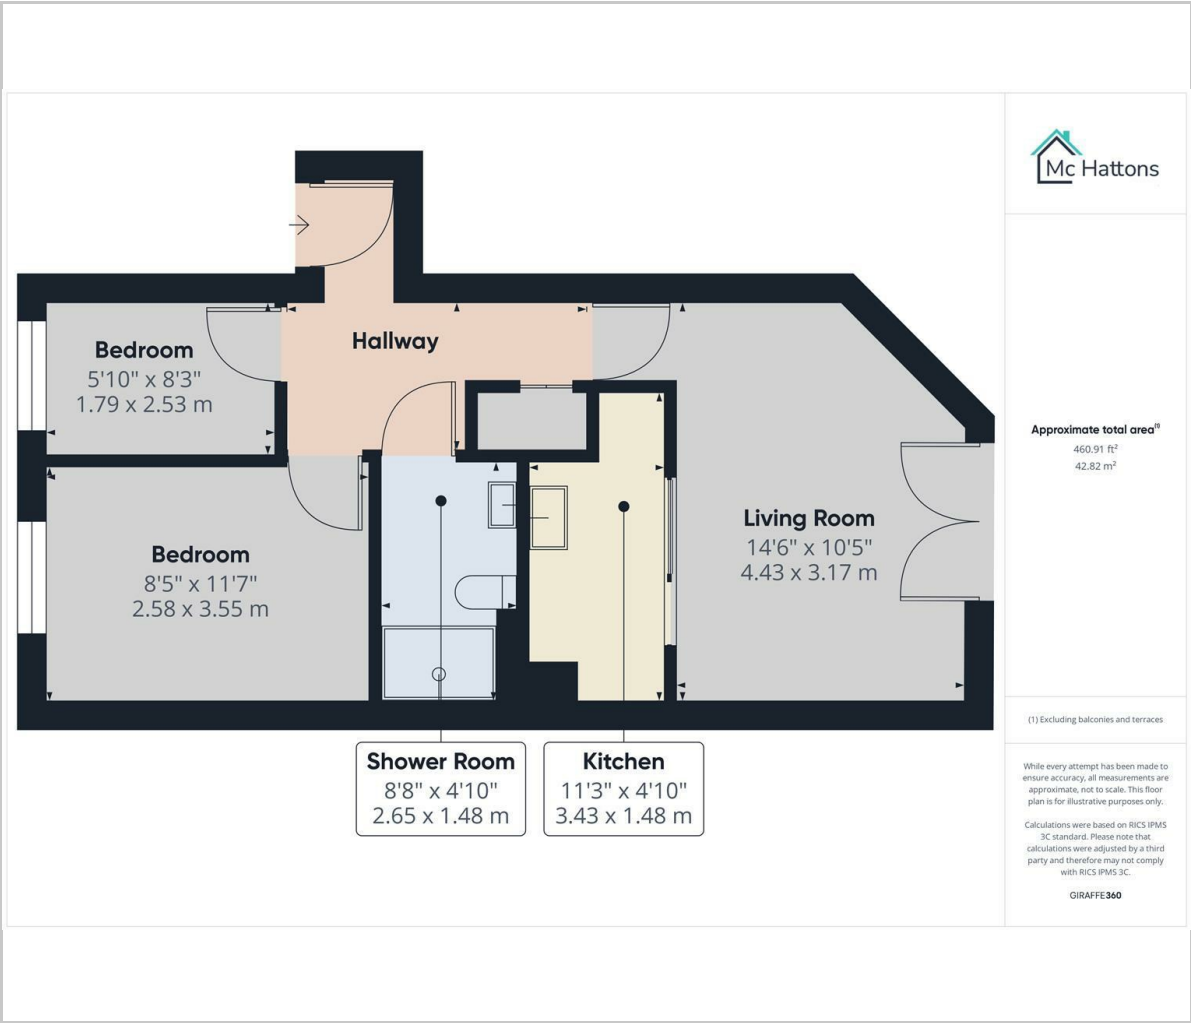 Mc Hattons
Hallway
Bedroom
5'10" x 8'3"
1.79 x 2.53 m
Bedroom
8'5" x 11'7"
2.58 x 3.55 m
Living Room
14'6" x 10'5"
4.43 x 3.17 m
Shower Room
8'8" x 4'10"
2.65 x 1.48 m
Kitchen
11'3" x 4'10"
3.43 x 1.48 m
Approximate total area(1)
460.91 ft²
42.82 m²
(1) Excluding balconies and terraces
While every attempt has been made to
ensure accuracy, all measurements are
approximate, not to scale. This floor
plan is for illustrative purposes only.
Calculations were based on RICS IPMS
3C standard. Please note that
calculations were adjusted by a third
party and therefore may not comply
with RICS IPMS 3C.
GIRAFFE360